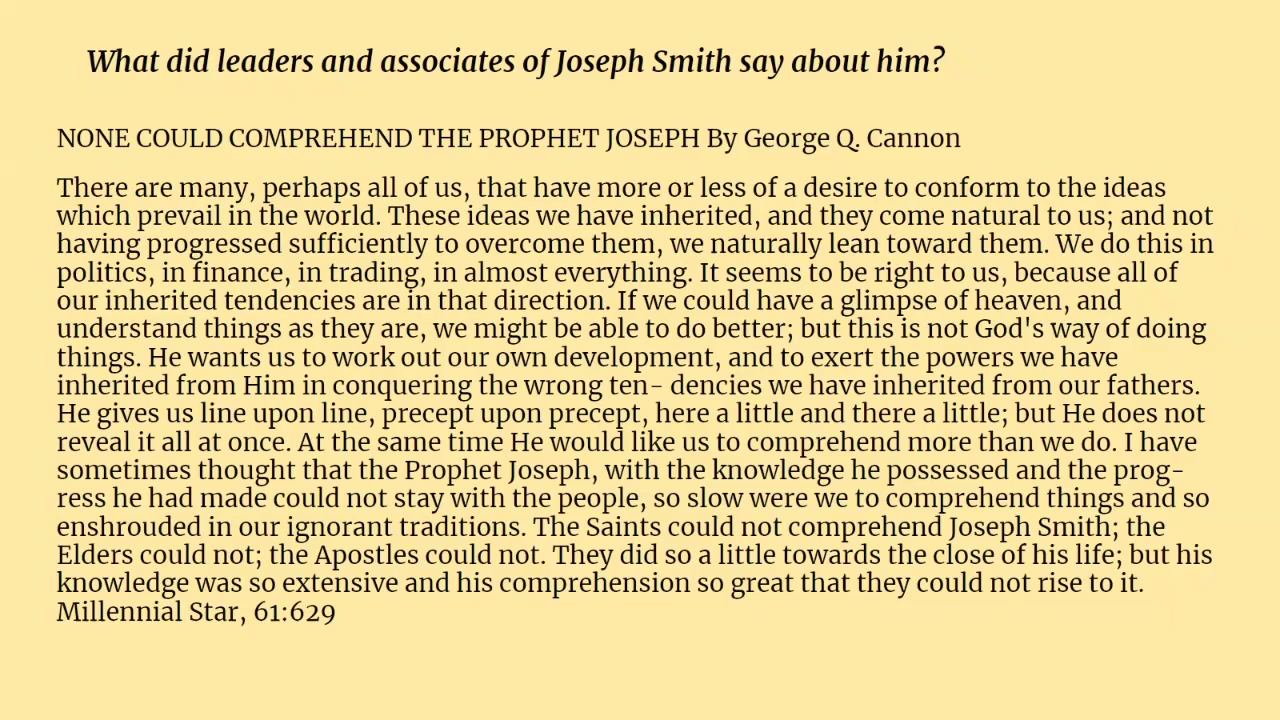 What did leaders and associates of Joseph Smith say about him?
NONE COULD COMPREHEND THE PROPHET JOSEPH By George Q. Cannon
There are many, perhaps all of us, that have more or less of a desire to conform to the ideas
which prevail in the world. These ideas we have inherited, and they come natural to us; and not
having progressed sufficiently to overcome them, we naturally lean toward them. We do this in
politics, in finance, in trading, in almost everything. It seems to be right to us, because all of
our inherited tendencies are in that direction. If we could have a glimpse of heaven, and
understand things as they are, we might be able to do better; but this is not God's way of doing
things. He wants us to work out our own development, and to exert the powers we have
inherited from Him in conquering the wrong ten- dencies we have inherited from our fathers.
He gives us line upon line, precept upon precept, here a little and there a little; but He does not
reveal it all at once. At the same time He would like us to comprehend more than we do. I have
sometimes thought that the Prophet Joseph, with the knowledge he possessed and the prog-
ress he had made could not stay with the people, so slow were we to comprehend things and so
enshrouded in our ignorant traditions. The Saints could not comprehend Joseph Smith; the
Elders could not; the Apostles could not. They did so a little towards the close of his life; but his
knowledge was so extensive and his comprehension so great that they could not rise to it.
Millennial Star, 61:629